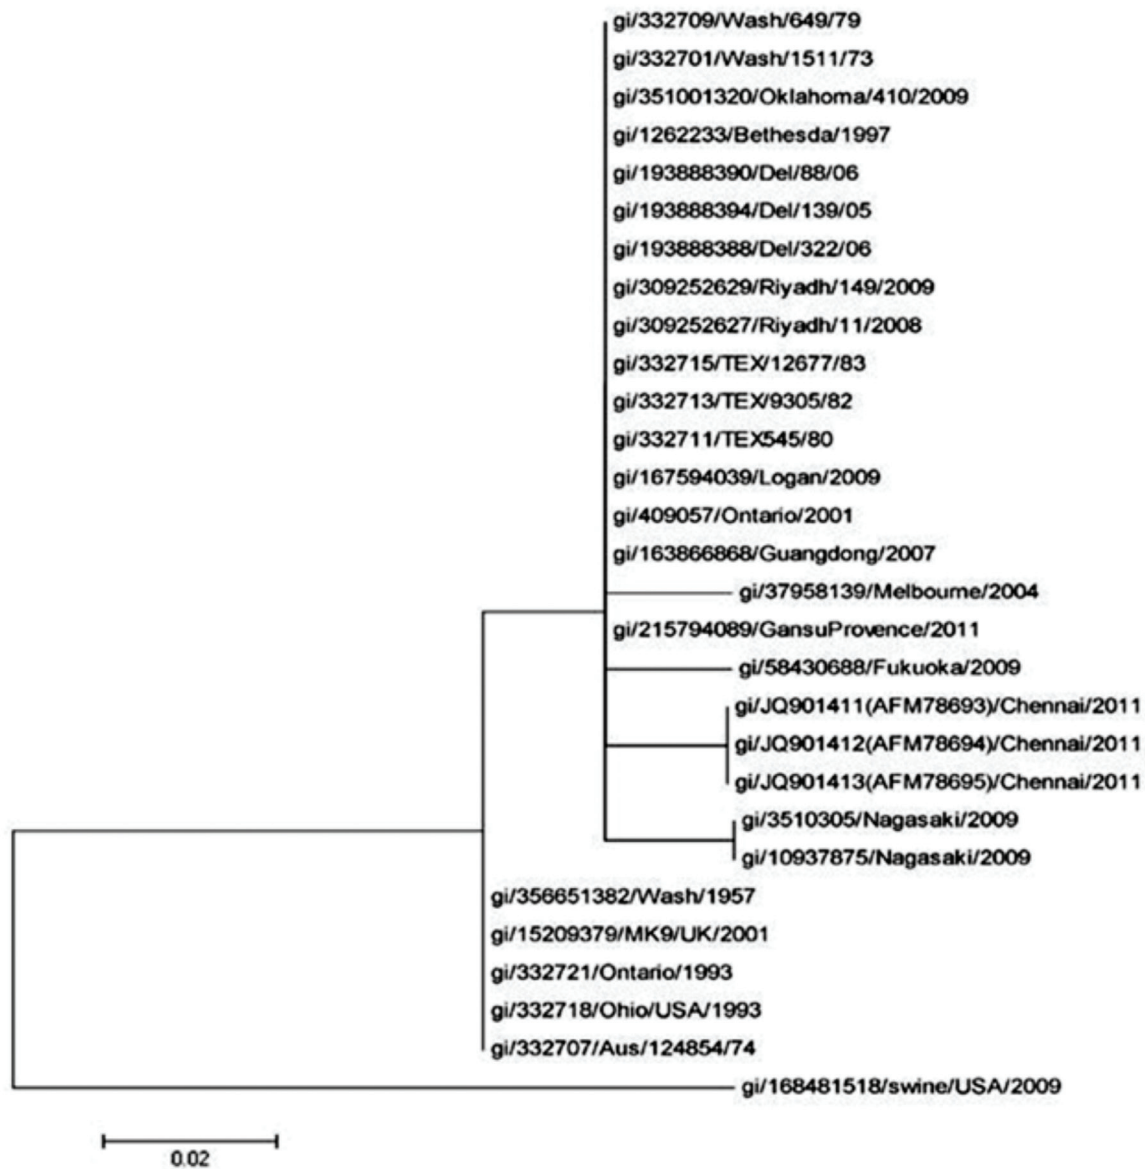 gi/332709/Wash/649/79
gi/332701/Wash/1511/73
gi/351001320/Oklahoma/410/2009
gi/1262233/Bethesda/1997
gi/193888390/Del/88/06
gi/193888394/Del/139/05
gi/193888388/Del/322/06
gi/309252629/Riyadh/149/2009
gi/309252627/Riyadh/11/2008
gi/332715/TEX/12677/83
gi/332713/TEX/9305/82
gi/332711/TEX545/80
gi/167594039/Logan/2009
gi/409057/Ontario/2001
gi/163866868/Guangdong/2007
gi/37958139/Melbourne/2004
gi/215794089/GansuProvence/2011
gi/58430688/Fukuoka/2009
gi/JQ901411(AFM78693)/Chennai/2011
gi/JQ901412(AFM78694)/Chennai/2011
gi/JQ901413(AFM78695)/Chennai/2011
gi/3510305/Nagasaki/2009
gi/10937875/Nagasaki/2009
gi/356651382/Wash/1957
gi/15209379/MK9/UK/2001
gi/332721/Ontario/1993
gi/332718/Ohio/USA/1993
gi/332707/Aus/124854/74
gi/168481518/swine/USA/2009
0.02